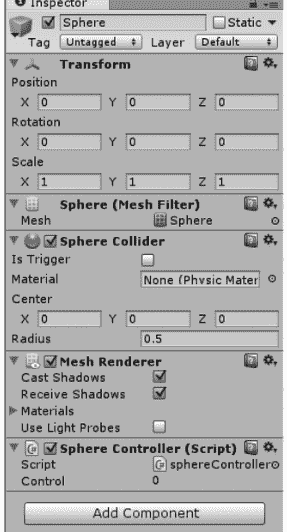 Inspector
Sphere Static
Tag Untagged Layer Default
Transform
Position
X 0 Y 0 Z 0
Rotation
X 0 Y 0 Z 0
Scale
X 1 Y 1 Z 1
Sphere (Mesh Filter)
Mesh Sphere
Sphere Collider
Is Trigger
Material None (Physic Mater
Center
X 0 Y 0 Z 0
Radius 0.5
Mesh Renderer
Cast Shadows
Receive Shadows
Materials
Use Light Probes
Sphere Controller (Script)
Script sphereController
Control 0
Add Component